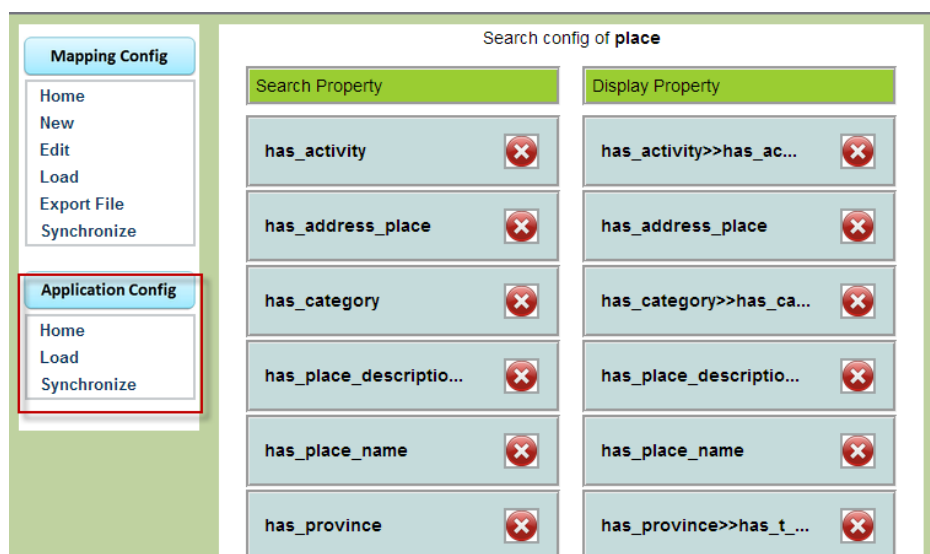 Mapping Config
Home
New
Edit
Load
Export File
Synchronize
Application Config
Home
Load
Synchronize
Search config of place
Search Property
Display Property
has_activity
has_activity>>has_ac...
has_address_place
has_address_place
has_category
has_category>>has_ca...
has_place_descriptio...
has_place_descriptio...
has_place_name
has_place_name
has_province
has_province>>has_t_...